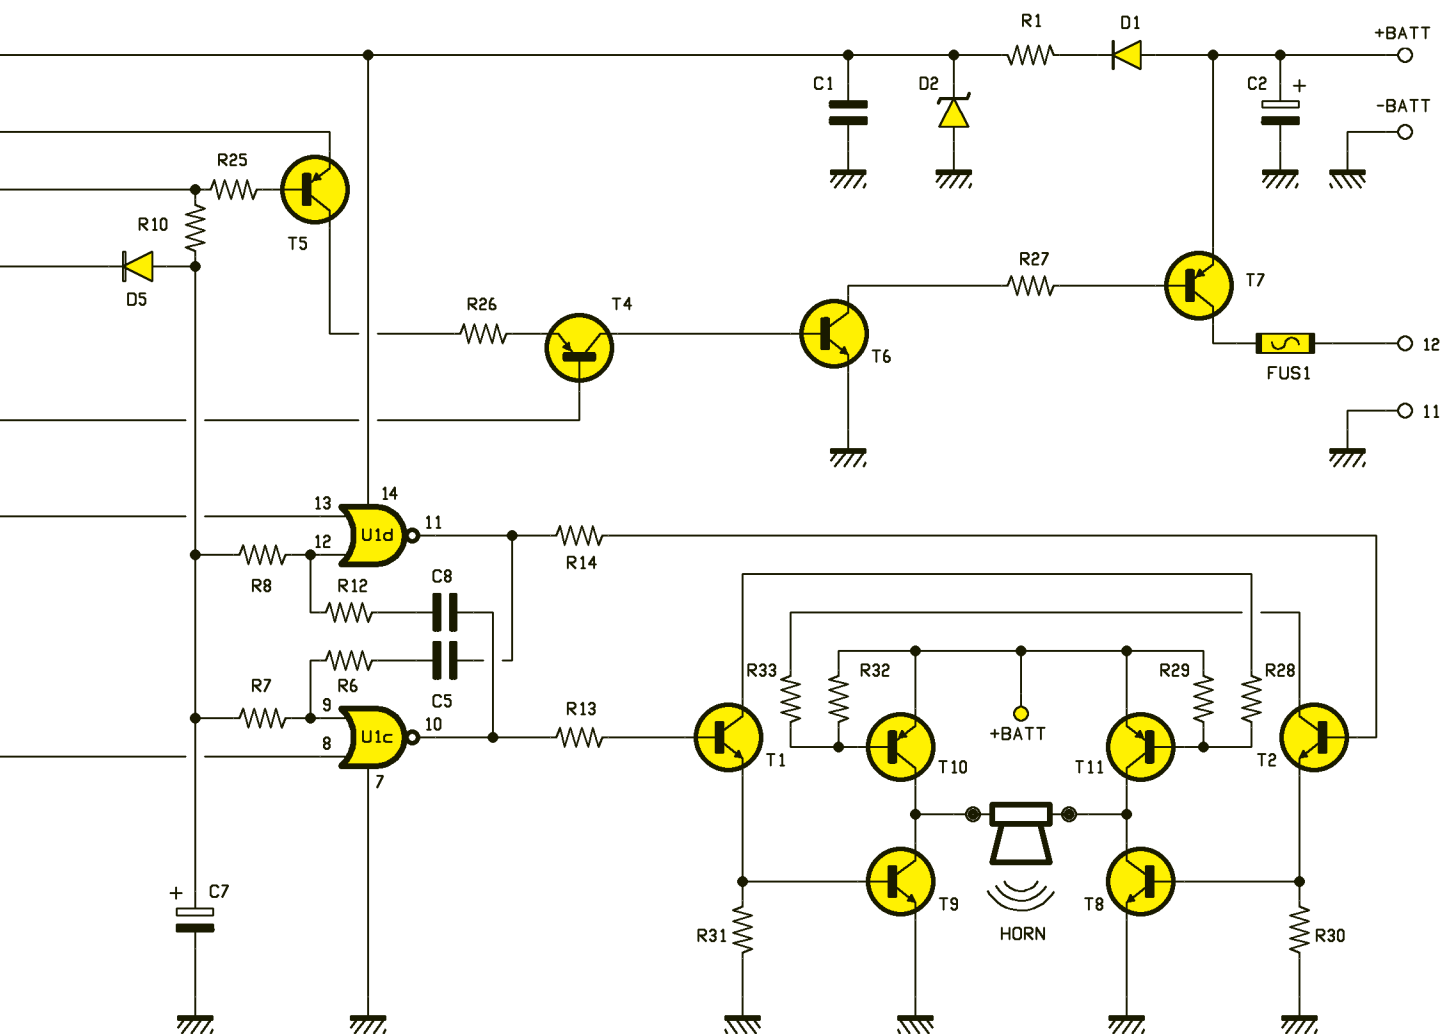 R1
D1
+BATT
C1
D2
C2
+
-BATT
R25
R10
T5
D5
R26
T4
R27
T7
T6
FUS1
12
11
13
14
12
U1d
11
R14
R8
R12
C8
R7
R6
C5
9
8
U1c
10
7
R13
R33
R32
R29
R28
+BATT
T1
T10
T11
T2
+
C7
T9
T8
R31
HORN
R30